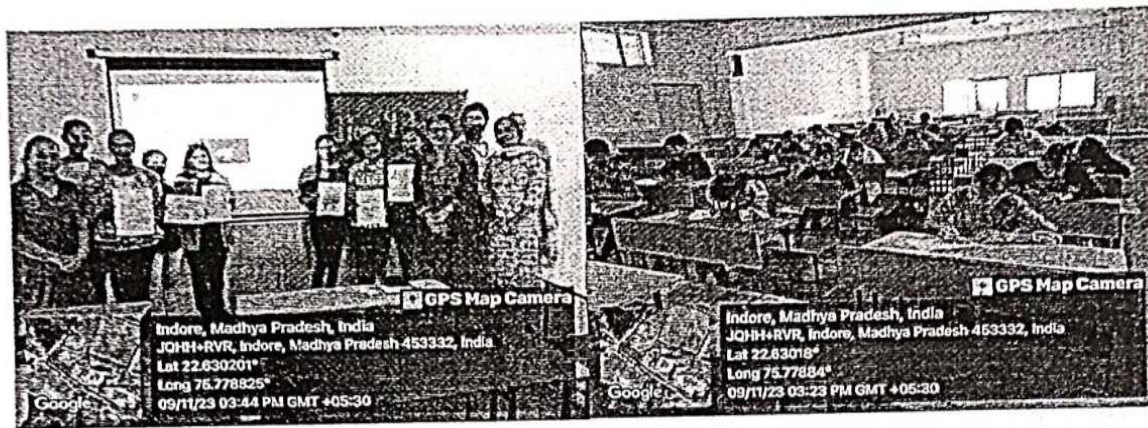 GPS Map Camera
Indore, Madhya Pradesh, India
JQHH+RVR, Indore, Madhya Pradesh 453332, India
Lat 22.630201°
Long 75.778825°
09/11/23 03:44 PM GMT +05:30
Google
GPS Map Camera
Indore, Madhya Pradesh, India
JQHH+RVR, Indore, Madhya Pradesh 453332, India
Lat 22.63018°
Long 75.77884°
09/11/23 03:23 PM GMT +05:30
Google